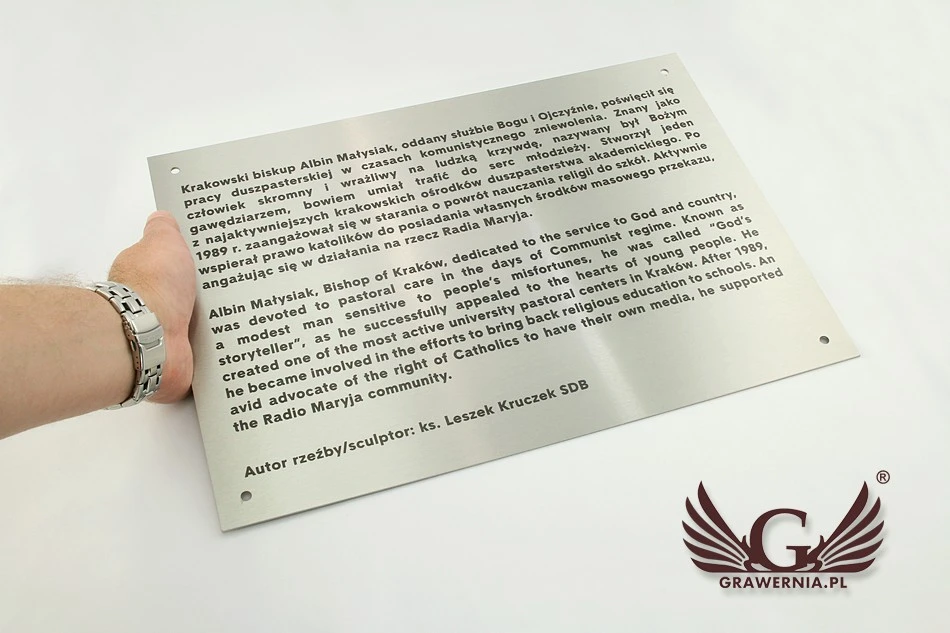 Krakowski biskup Albin Małysiak, oddany służbie Bogu i Ojczyźnie, poświęcił się
pracy duszpasterskiej w czasach komunistycznego zniewolenia. Znany jako
człowiek skromny i wrażliwy na ludzką krzywdę, nazywany był Bożym
gawędziarzem, bowiem umiał trafić do serc młodzieży. Stworzył jeden
z najaktywniejszych krakowskich ośrodków duszpasterstwa akademickiego. Po
1989 r. zaangażował się w starania o powrót nauczania religii do szkół. Aktywnie
wspierał prawo katolików do posiadania własnych środków masowego przekazu,
angażując się w działania na rzecz Radia Maryja.
Albin Małysiak, Bishop of Kraków, dedicated to the service to God and country,
was devoted to pastoral care in the days of Communist regime. Known as
a modest man sensitive to people's misfortunes, he was called "God's
storyteller", as he successfully appealed to the hearts of young people. He
created one of the most active university pastoral centers in Kraków. After 1989,
he became involved in the efforts to bring back religious education to schools. An
avid advocate of the right of Catholics to have their own media, he supported
the Radio Maryja community.
Autor rzeźby/sculptor: ks. Leszek Kruczek SDB
G ®
GRAWERNIA.PL